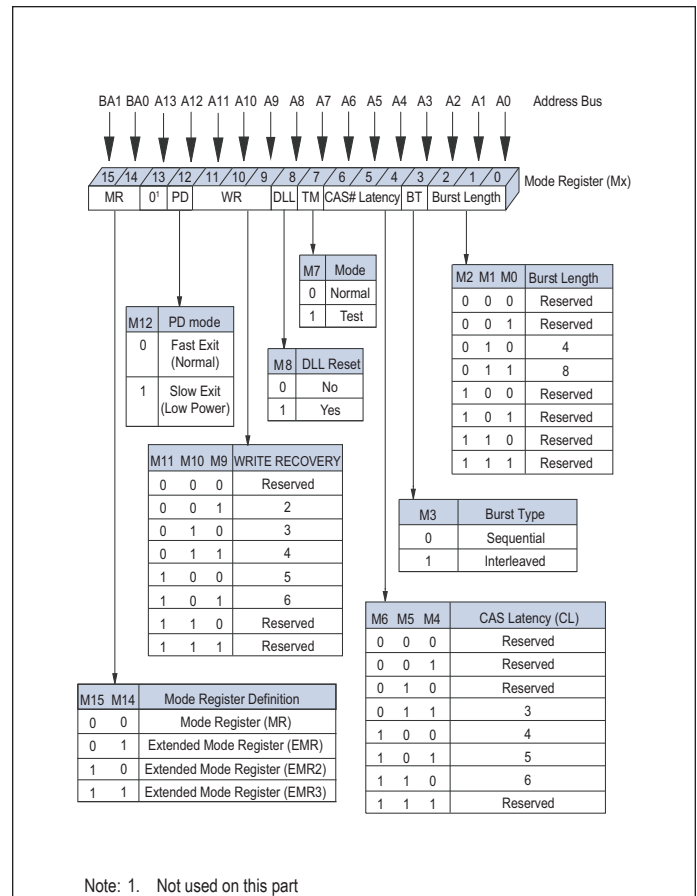 BA1 BA0 A13 A12 A11 A10 A9 A8 A7 A6 A5 A4 A3 A2 A1 A0 Address Bus
15 14 13 12 11 10 9 8 7 6 5 4 3 2 1 0
Mode Register (Mx)
MR 0¹ PD WR DLL TM CAS# Latency BT Burst Length
M7 Mode
0 Normal
1 Test
M2 M1 M0 Burst Length
0 0 0 Reserved
0 0 1 Reserved
0 1 0 4
0 1 1 8
1 0 0 Reserved
1 0 1 Reserved
1 1 0 Reserved
1 1 1 Reserved
M12 PD mode
0 Fast Exit
(Normal)
1 Slow Exit
(Low Power)
M8 DLL Reset
0 No
1 Yes
M11 M10 M9 WRITE RECOVERY
0 0 0 Reserved
0 0 1 2
0 1 0 3
0 1 1 4
1 0 0 5
1 0 1 6
1 1 0 Reserved
1 1 1 Reserved
M3 Burst Type
0 Sequential
1 Interleaved
M6 M5 M4 CAS Latency (CL)
0 0 0 Reserved
0 0 1 Reserved
0 1 0 Reserved
0 1 1 3
1 0 0 4
1 0 1 5
1 1 0 6
1 1 1 Reserved
M15 M14 Mode Register Definition
0 0 Mode Register (MR)
0 1 Extended Mode Register (EMR)
1 0 Extended Mode Register (EMR2)
1 1 Extended Mode Register (EMR3)
Note: 1. Not used on this part